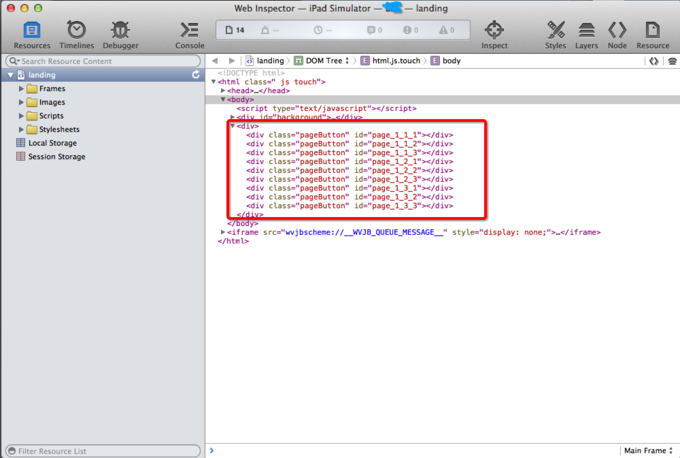 Web Inspector — iPad Simulator — — landing
Resources Timelines Debugger Console 14 — — 0 0 0 Inspect Styles Layers Node Resource
Search Resource Content
landing DOM Tree html.js.touch body
landing
Frames
Images
Scripts
Stylesheets
Local Storage
Session Storage
<!DOCTYPE html>
<html class=" js touch">
<head>…</head>
<body>
<script type="text/javascript"></script>
<div id="background">…</div>
<div>
<div class="pageButton" id="page_1_1_1"></div>
<div class="pageButton" id="page_1_1_2"></div>
<div class="pageButton" id="page_1_1_3"></div>
<div class="pageButton" id="page_1_2_1"></div>
<div class="pageButton" id="page_1_2_2"></div>
<div class="pageButton" id="page_1_2_3"></div>
<div class="pageButton" id="page_1_3_1"></div>
<div class="pageButton" id="page_1_3_2"></div>
<div class="pageButton" id="page_1_3_3"></div>
</div>
</body>
<iframe src="wvjbscheme://__WVJB_QUEUE_MESSAGE__" style="display: none;">…</iframe>
</html>
Filter Resource List
Main Frame